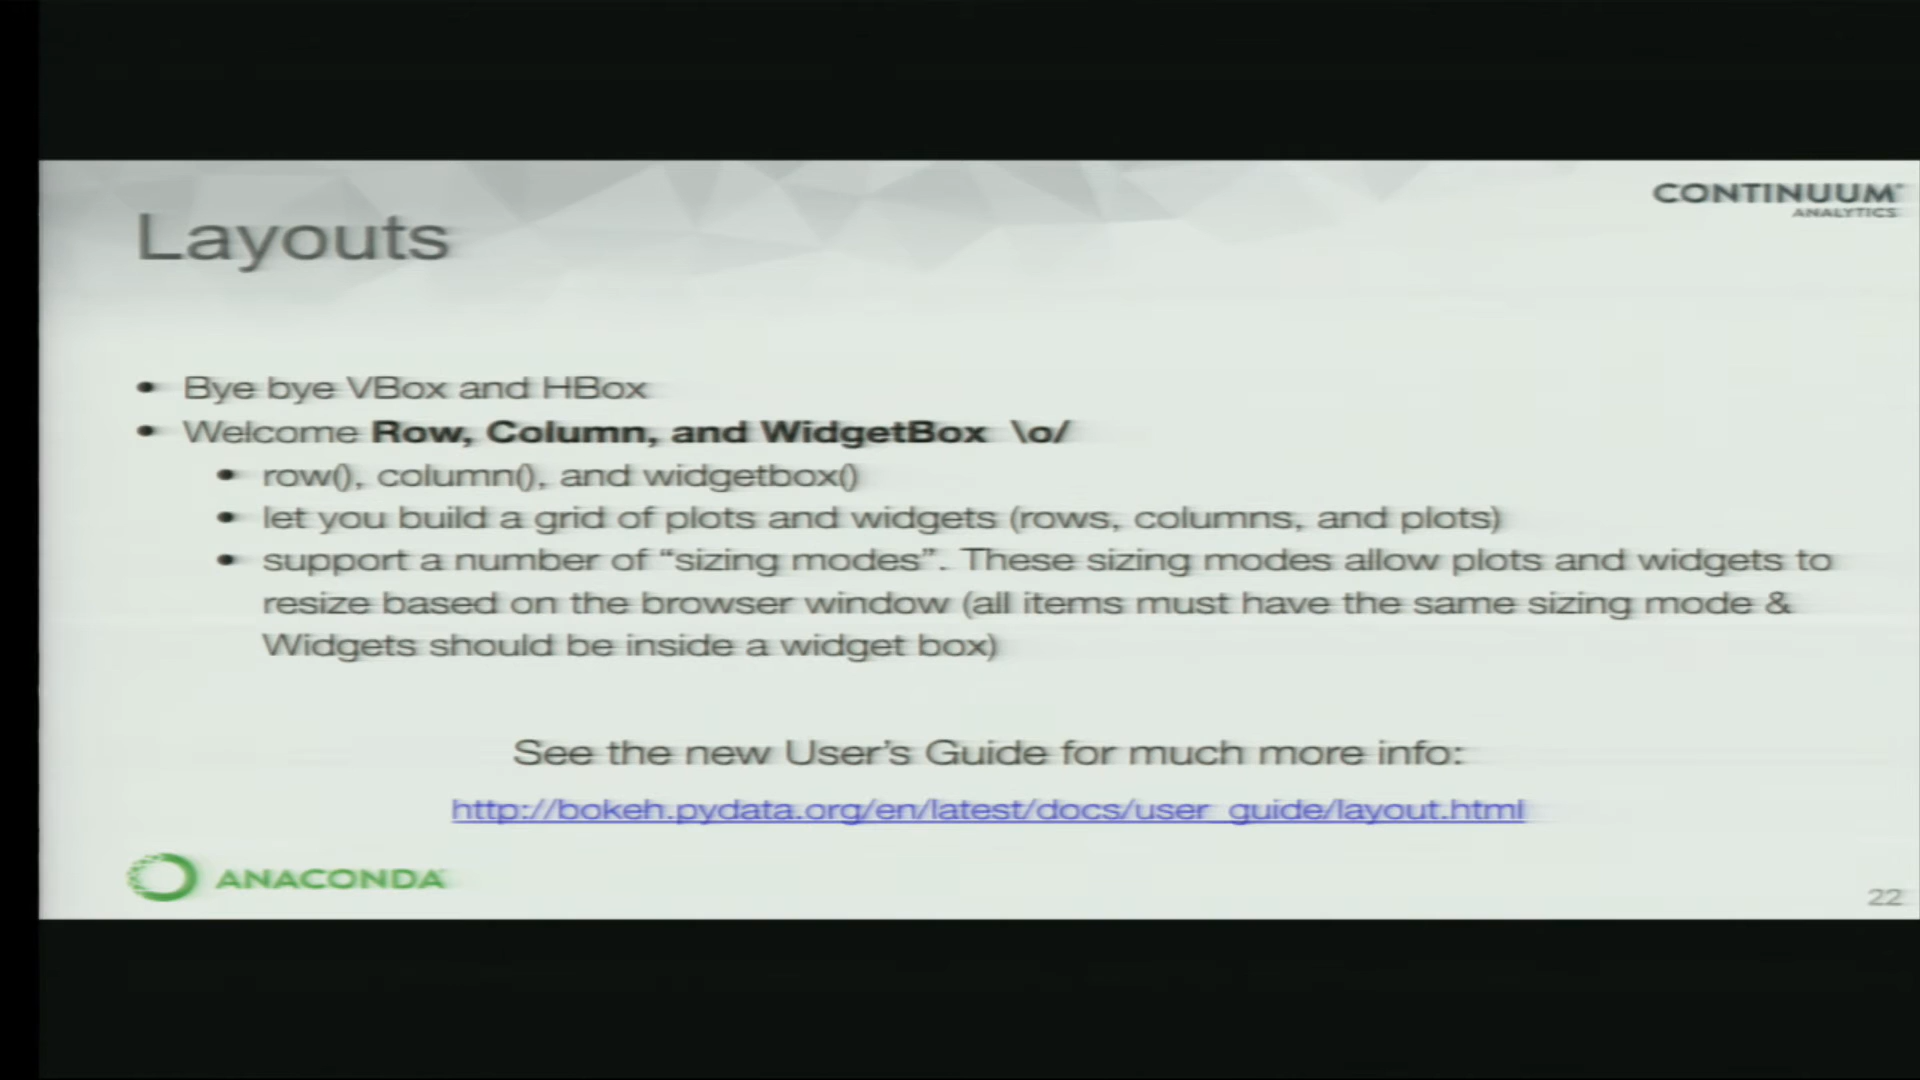 CONTINUUM
ANALYTICS
Layouts
• Bye bye VBox and HBox
• Welcome Row, Column, and WidgetBox \o/
• row(), column(), and widgetbox()
• let you build a grid of plots and widgets (rows, columns, and plots)
• support a number of “sizing modes”. These sizing modes allow plots and widgets to
resize based on the browser window (all items must have the same sizing mode &
Widgets should be inside a widget box)
See the new User’s Guide for much more info:
http://bokeh.pydata.org/en/latest/docs/user_guide/layout.html
ANACONDA
22